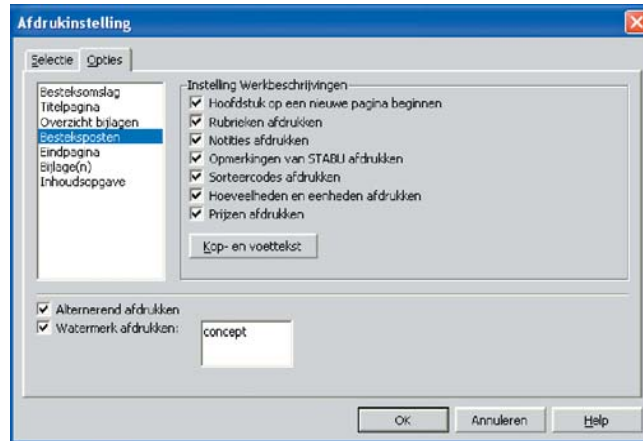 Afdrukinstelling
Selectie Opties
Besteksomslag
Titelpagina
Overzicht bijlagen
Besteksposten
Eindpagina
Bijlage(n)
Inhoudsopgave
Instelling Werkbeschrijvingen
Hoofdstuk op een nieuwe pagina beginnen
Rubrieken afdrukken
Notities afdrukken
Opmerkingen van STABU afdrukken
Sorteercodes afdrukken
Hoeveelheden en eenheden afdrukken
Prijzen afdrukken
Kop- en voettekst
Alternerend afdrukken
Watermerk afdrukken: concept
OK Annuleren Help